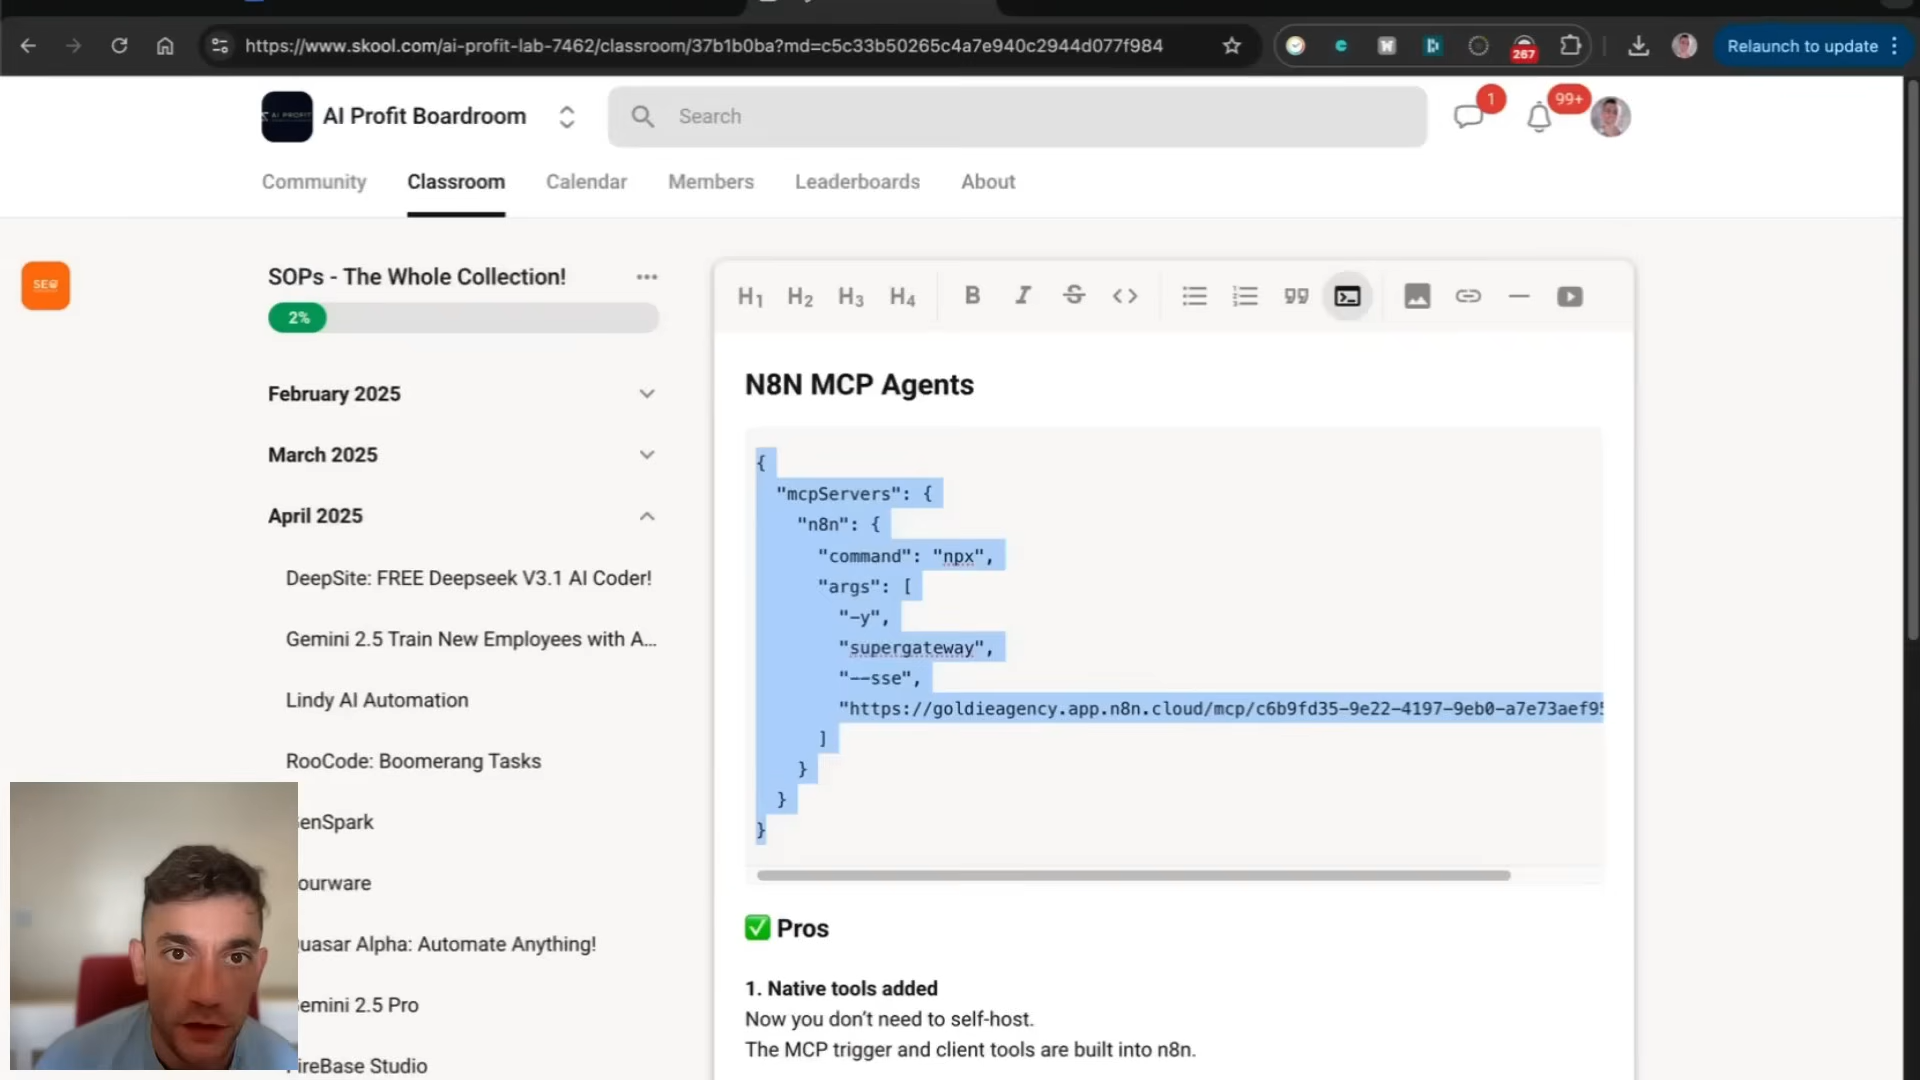 https://www.skool.com/ai-profit-lab-7462/classroom/37b1b0ba?md=c5c33b50265c4a7e940c2944d077f984
267
Relaunch to update
AI PROFIT
AI Profit Boardroom
Search
1
99+
Community
Classroom
Calendar
Members
Leaderboards
About
SEO
SOPs - The Whole Collection!
2%
February 2025
March 2025
April 2025
DeepSite: FREE Deepseek V3.1 AI Coder!
Gemini 2.5 Train New Employees with A...
Lindy AI Automation
RooCode: Boomerang Tasks
enSpark
ourware
uasar Alpha: Automate Anything!
emini 2.5 Pro
ireBase Studio
H1 H2 H3 H4 B I S <>
N8N MCP Agents
{
"mcpServers": {
"n8n": {
"command": "npx",
"args": [
"-y",
"supergateway",
"--sse",
"https://goldieagency.app.n8n.cloud/mcp/c6b9fd35-9e22-4197-9eb0-a7e73aef95
]
}
}
}
✅ Pros
1. Native tools added
Now you don’t need to self-host.
The MCP trigger and client tools are built into n8n.